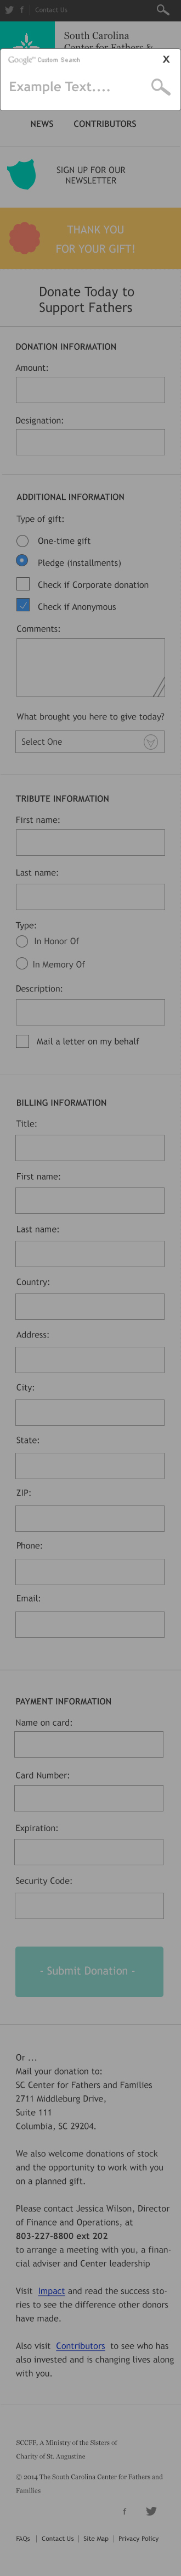 Contact Us
South Carolina
Center for Fathers &
Google™ Custom Search X
Example Text....
NEWS CONTRIBUTORS
SIGN UP FOR OUR
NEWSLETTER
THANK YOU
FOR YOUR GIFT!
Donate Today to
Support Fathers
DONATION INFORMATION
Amount:
Designation:
ADDITIONAL INFORMATION
Type of gift:
One-time gift
Pledge (installments)
Check if Corporate donation
Check if Anonymous
Comments:
What brought you here to give today?
Select One
TRIBUTE INFORMATION
First name:
Last name:
Type:
In Honor Of
In Memory Of
Description:
Mail a letter on my behalf
BILLING INFORMATION
Title:
First name:
Last name:
Country:
Address:
City:
State:
ZIP:
Phone:
Email:
PAYMENT INFORMATION
Name on card:
Card Number:
Expiration:
Security Code:
- Submit Donation -
Or ...
Mail your donation to:
SC Center for Fathers and Families
2711 Middleburg Drive,
Suite 111
Columbia, SC 29204.
We also welcome donations of stock
and the opportunity to work with you
on a planned gift.
Please contact Jessica Wilson, Director
of Finance and Operations, at
803-227-8800 ext 202
to arrange a meeting with you, a finan-
cial adviser and Center leadership
Visit Impact and read the success sto-
ries to see the difference other donors
have made.
Also visit Contributors to see who has
also invested and is changing lives along
with you.
SCCFF, A Ministry of the Sisters of
Charity of St. Augustine
© 2014 The South Carolina Center for Fathers and
Families
FAQs | Contact Us | Site Map | Privacy Policy